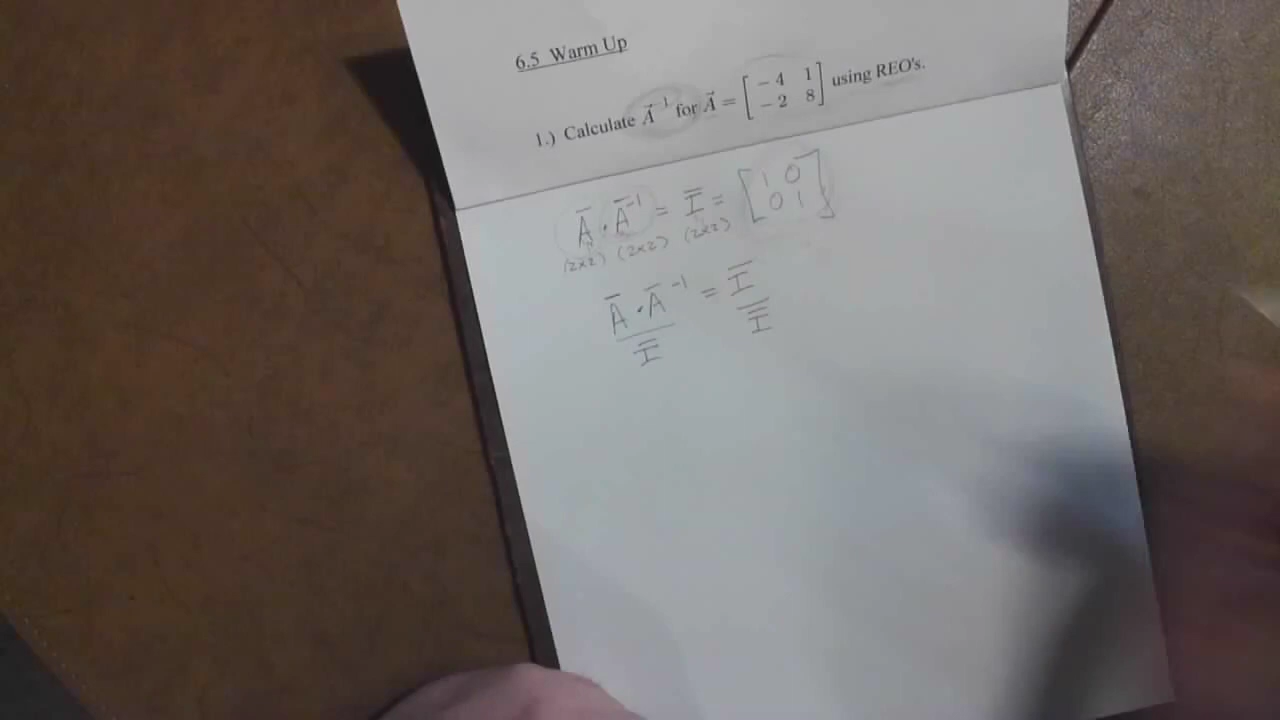 6.5 Warm Up
1.) Calculate A⃗⁻¹ for A⃗ = [ -4 1 ; -2 8 ] using REO's.
A̅ · A̅⁻¹ = I̅ = [ 1 0 ; 0 1 ]
(2x2) (2x2) (2x2)
A̅ · A̅⁻¹ = I̅
I̅ I̅